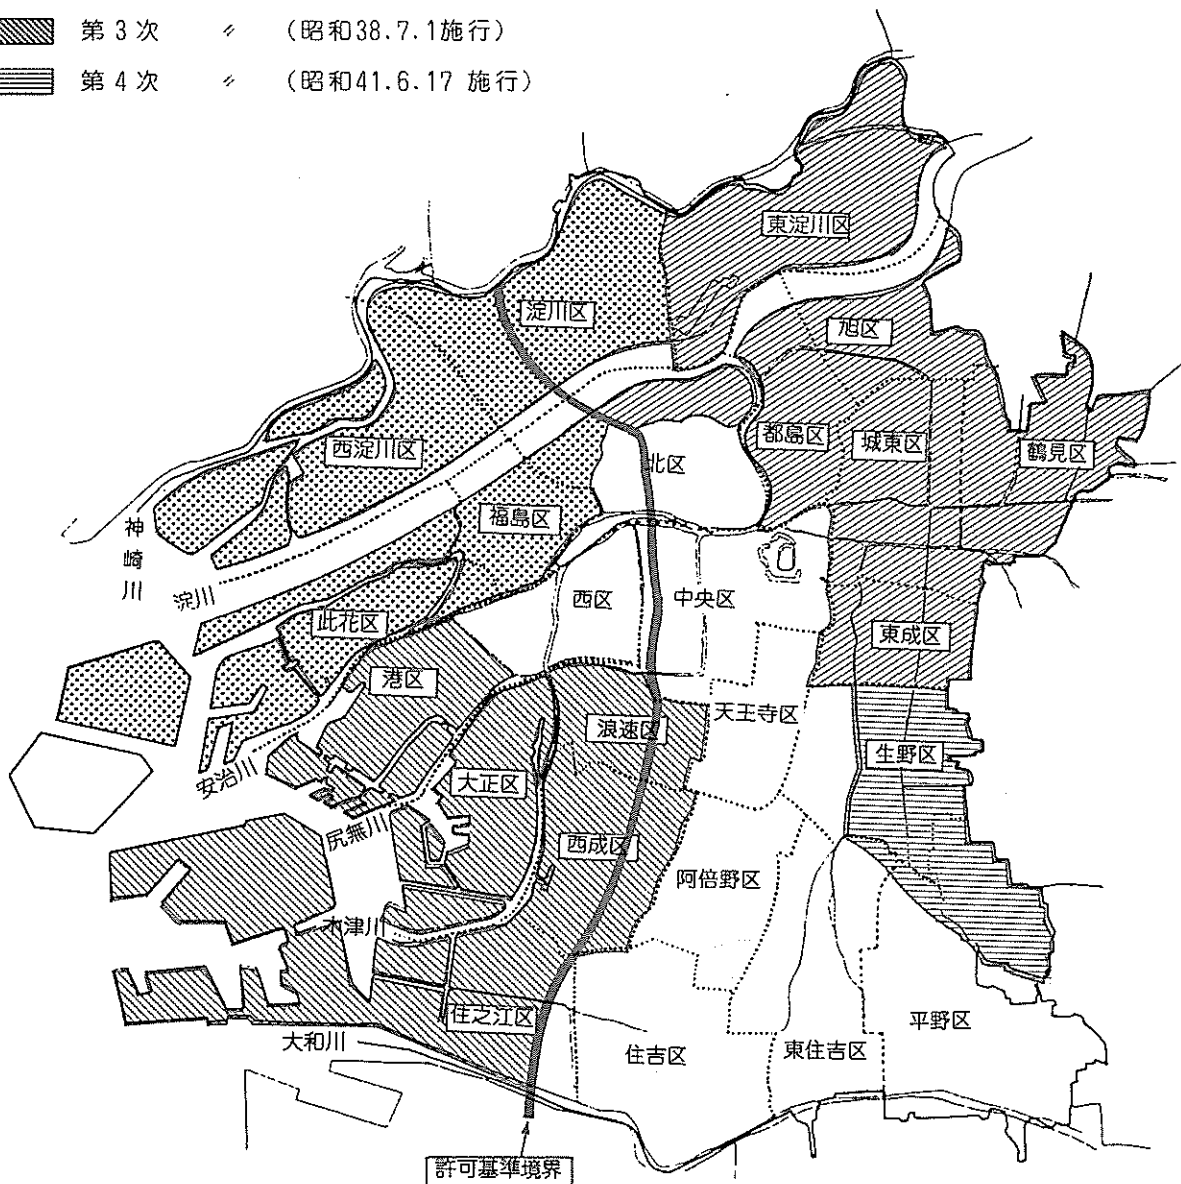 第3次 〃 (昭和38.7.1施行)
第4次 〃 (昭和41.6.17 施行)
東淀川区
淀川区
旭区
西淀川区
都島区
城東区
鶴見区
北区
福島区
神崎川
淀川
西区
中央区
此花区
東成区
港区
天王寺区
浪速区
生野区
安治川
大正区
尻無川
西成区
阿倍野区
木津川
住之江区
平野区
大和川
住吉区
東住吉区
許可基準境界